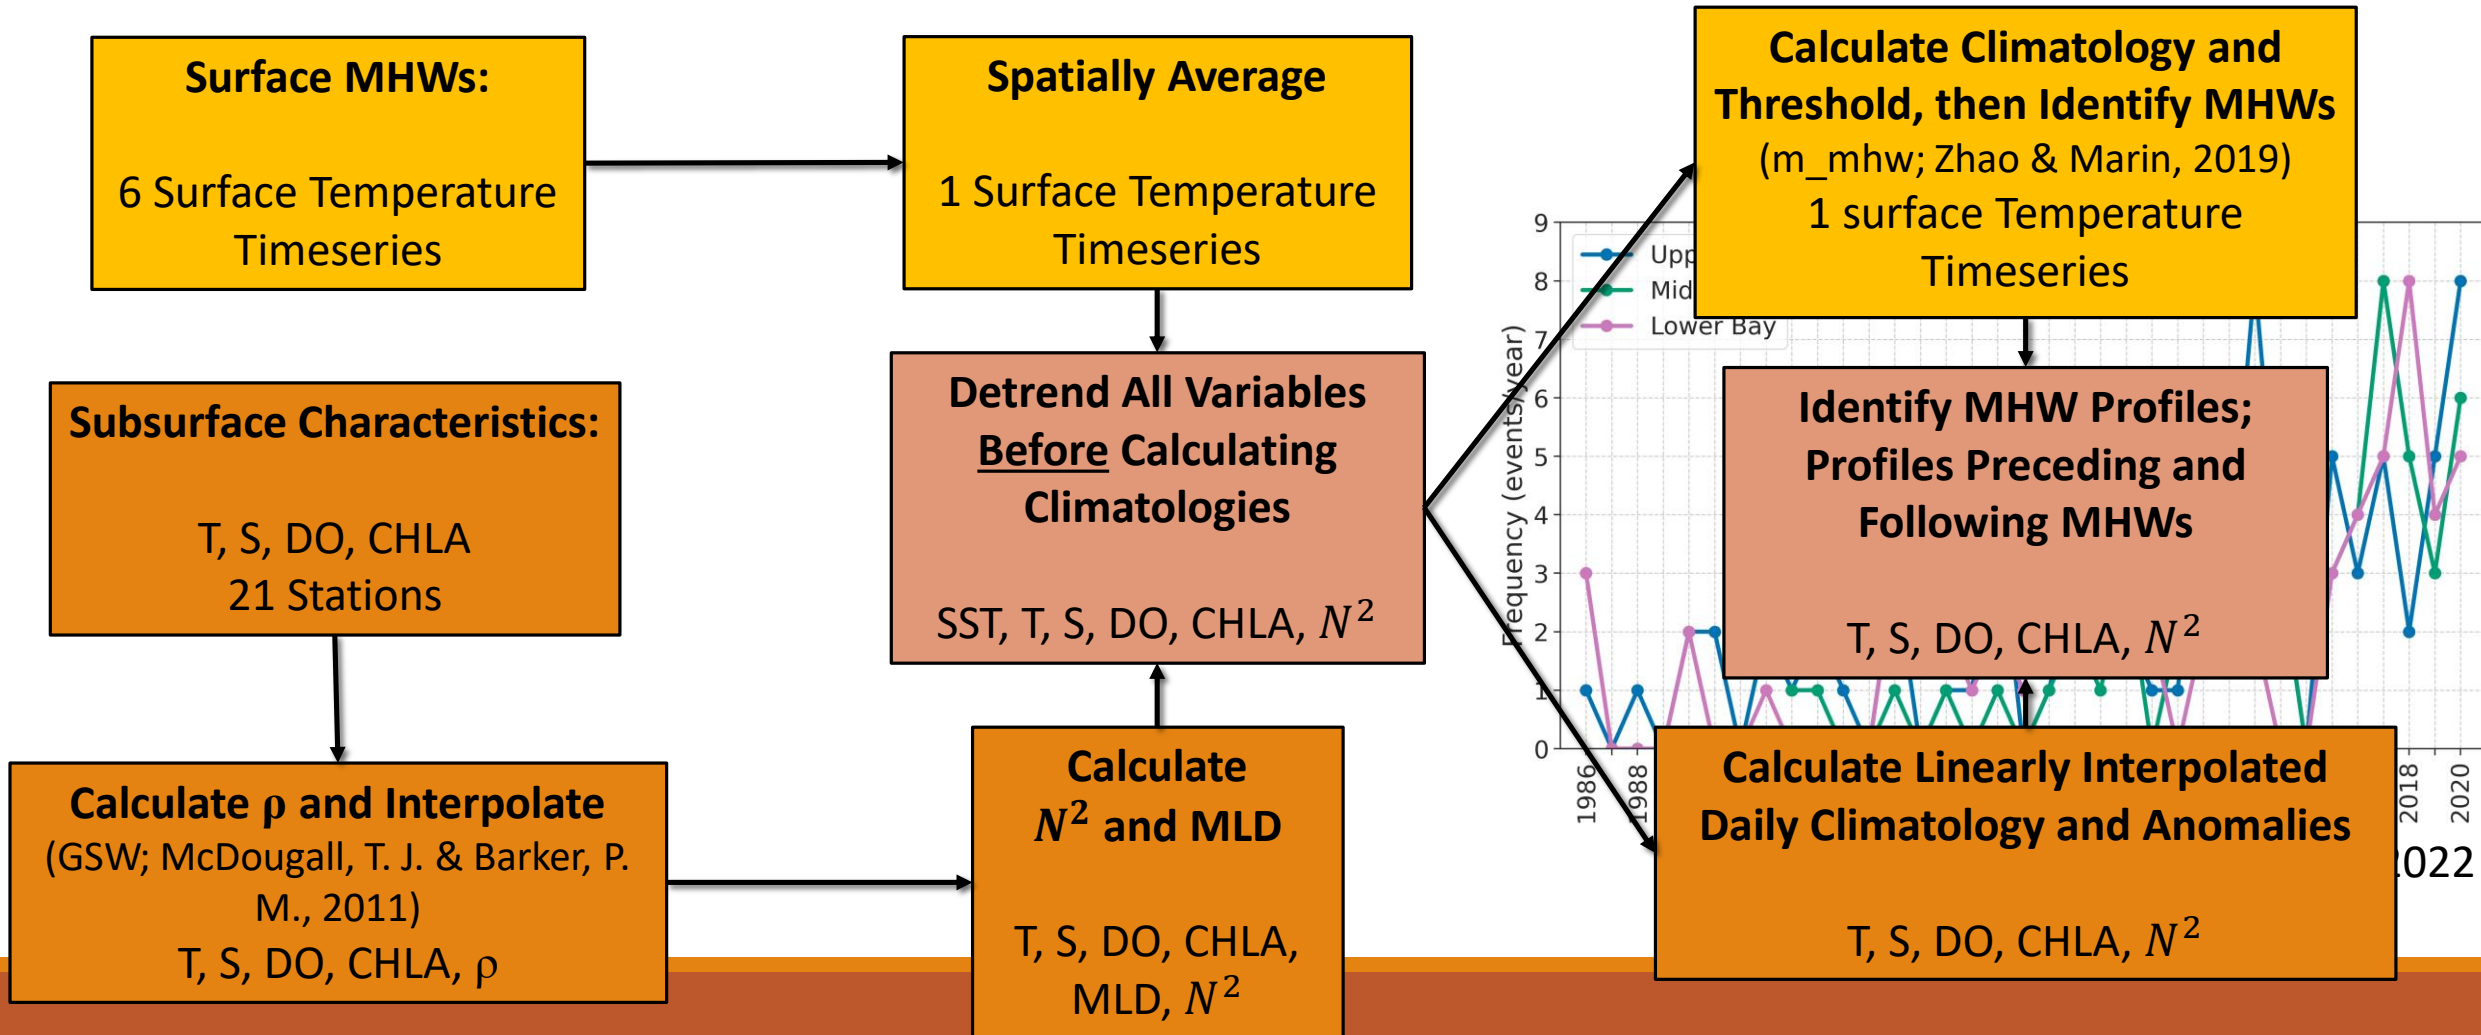 Surface MHWs:
6 Surface Temperature
Timeseries
Spatially Average
1 Surface Temperature
Timeseries
Calculate Climatology and
Threshold, then Identify MHWs
(m_mhw; Zhao & Marin, 2019)
1 surface Temperature
Timeseries
Subsurface Characteristics:
T, S, DO, CHLA
21 Stations
Detrend All Variables
Before Calculating
Climatologies
SST, T, S, DO, CHLA, N²
Identify MHW Profiles;
Profiles Preceding and
Following MHWs
T, S, DO, CHLA, N²
Calculate ρ and Interpolate
(GSW; McDougall, T. J. & Barker, P.
M., 2011)
T, S, DO, CHLA, ρ
Calculate
N² and MLD
T, S, DO, CHLA,
MLD, N²
Calculate Linearly Interpolated
Daily Climatology and Anomalies
T, S, DO, CHLA, N²
Upp
Mid
Lower Bay
Frequency (events/year)
9
8
7
6
5
4
3
2
1
0
1986
1988
2018
2020
2022